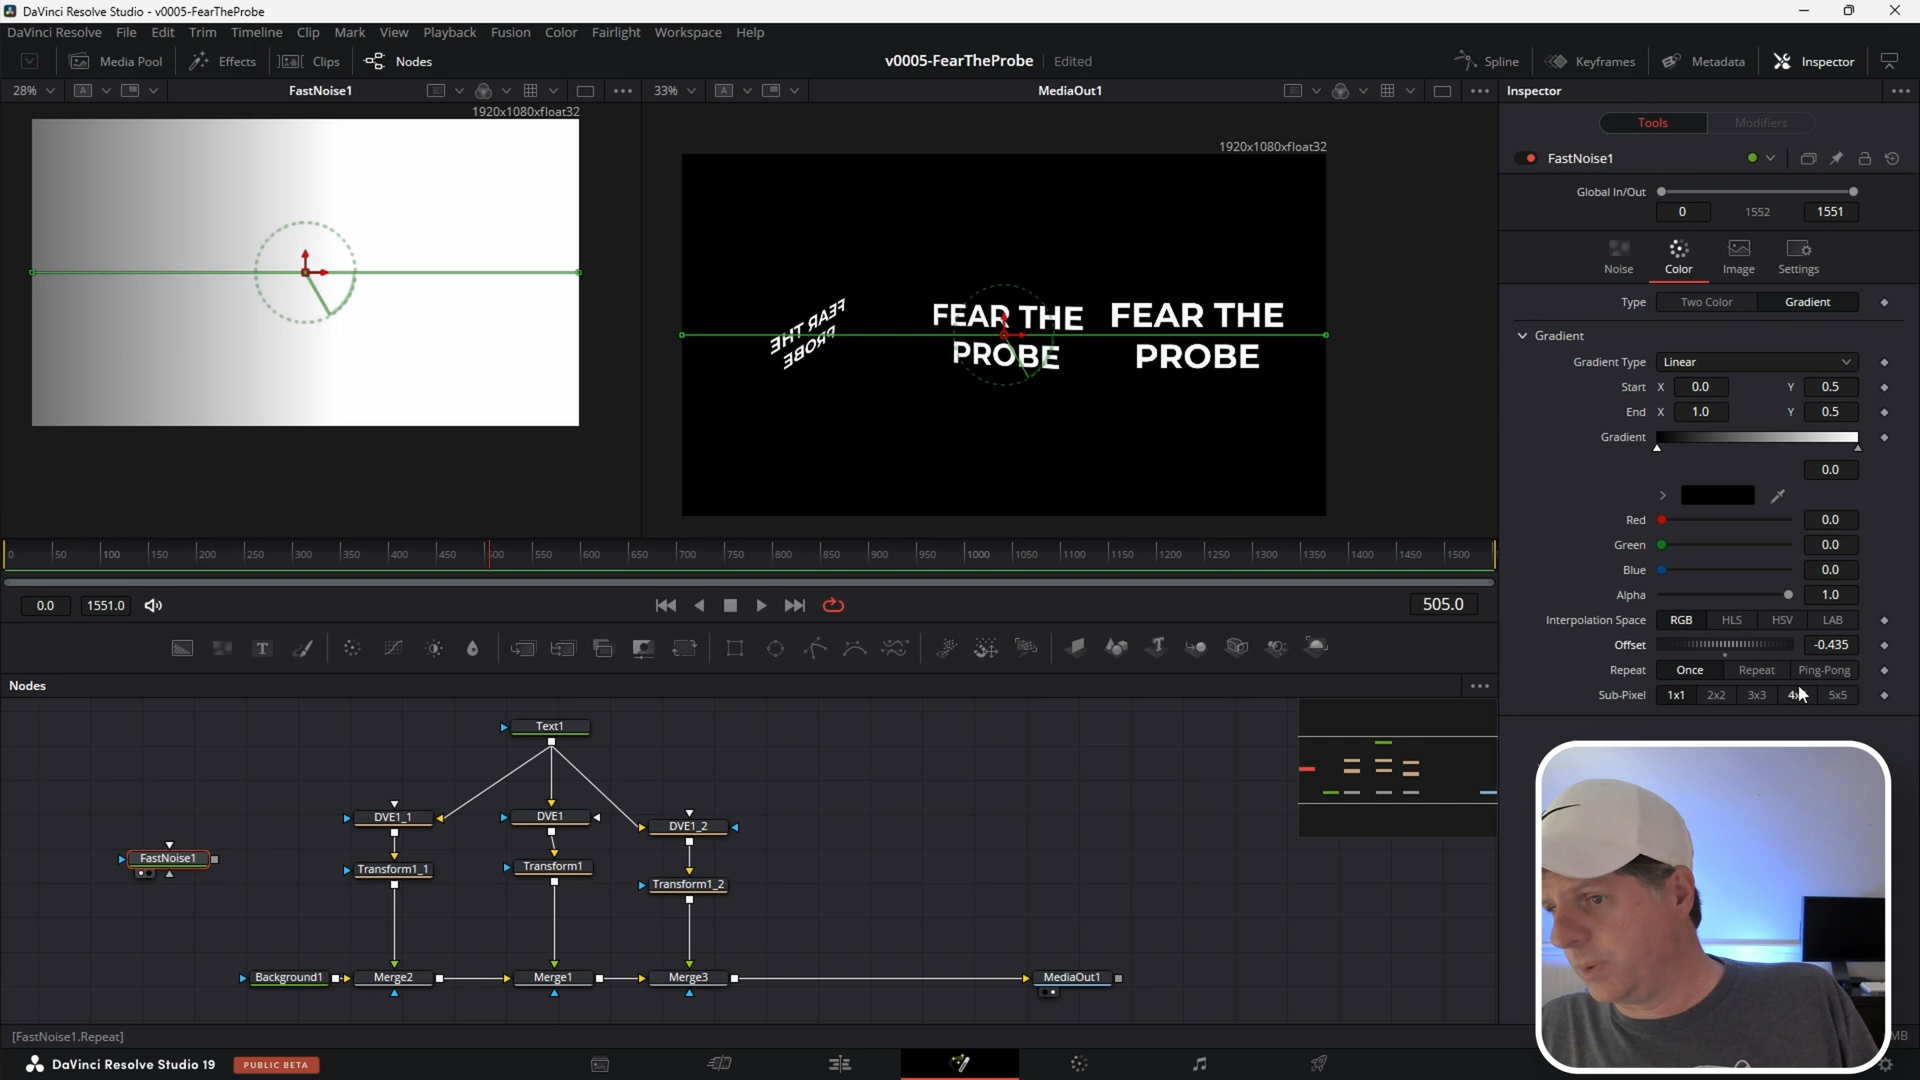 DaVinci Resolve Studio - v0005-FearTheProbe
DaVinci Resolve File Edit Trim Timeline Clip Mark View Playback Fusion Color Fairlight Workspace Help
Media Pool Effects Clips Nodes v0005-FearTheProbe Edited Spline Keyframes Metadata Inspector
28% A FastNoise1 33% A MediaOut1 Inspector
1920x1080xfloat32
1920x1080xfloat32
FEAR THE
PROBE
FEAR THE
PROBE
FEAR THE
PROBE
Tools Modifiers
FastNoise1
Global In/Out
0 1552 1551
Noise Color Image Settings
Type Two Color Gradient
Gradient
Gradient Type Linear
Start X 0.0 Y 0.5
End X 1.0 Y 0.5
Gradient
0.0
Red 0.0
Green 0.0
Blue 0.0
Alpha 1.0
Interpolation Space RGB HLS HSV LAB
Offset -0.435
Repeat Once Repeat Ping-Pong
Sub-Pixel 1x1 2x2 3x3 5x5
0 50 100 150 200 250 300 350 400 450 550 600 650 700 750 800 850 900 950 1000 1050 1100 1150 1200 1250 1300 1350 1400 1450 1500
0.0 1551.0 505.0
Nodes
Text1
DVE1_1 DVE1 DVE1_2
FastNoise1
Transform1_1 Transform1 Transform1_2
Background1 Merge2 Merge1 Merge3 MediaOut1
[FastNoise1.Repeat]
MB
DaVinci Resolve Studio 19 PUBLIC BETA